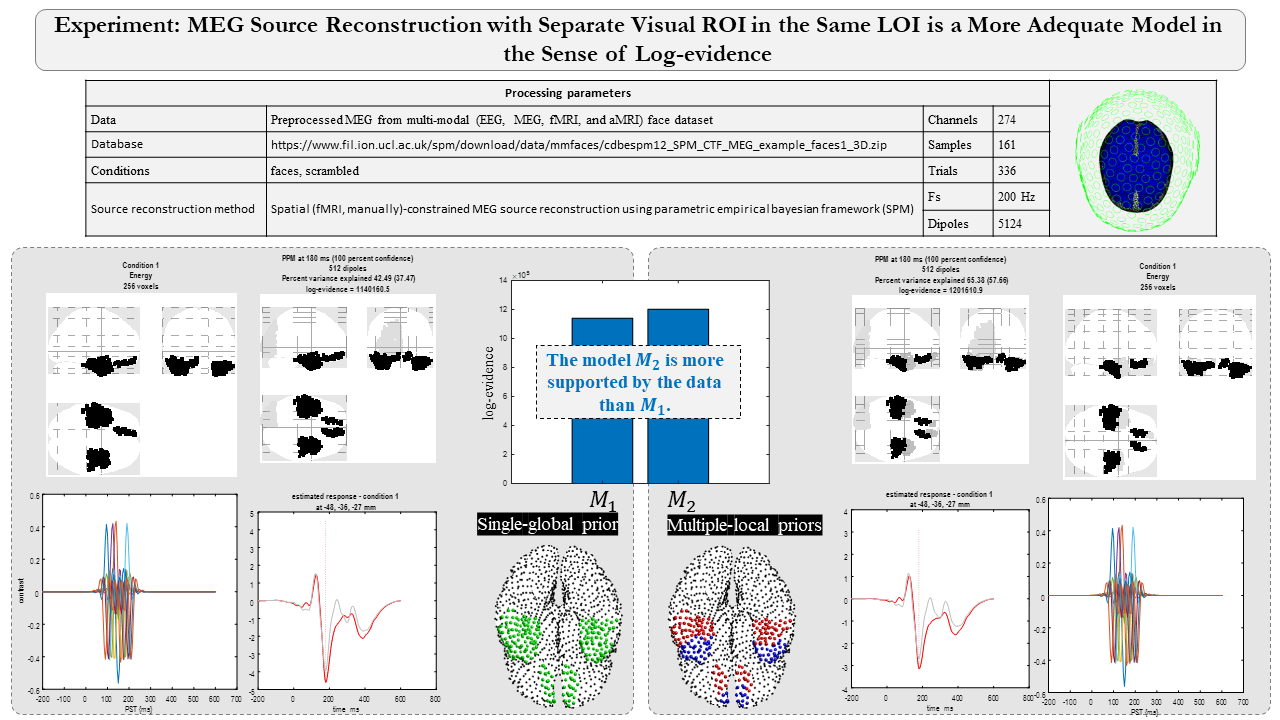 Experiment: MEG Source Reconstruction with Separate Visual ROI in the Same LOI is a More Adequate Model in
the Sense of Log-evidence
Processing parameters
Data Preprocessed MEG from multi-modal (EEG, MEG, fMRI, and aMRI) face dataset Channels 274
Database https://www.fil.ion.ucl.ac.uk/spm/download/data/mmfaces/cdbespm12_SPM_CTF_MEG_example_faces1_3D.zip Samples 161
Conditions faces, scrambled Trials 336
Source reconstruction method Spatial (fMRI, manually)-constrained MEG source reconstruction using parametric empirical bayesian framework (SPM) Fs 200 Hz
Dipoles 5124
Condition 1
Energy
256 voxels
PPM at 180 ms (100 percent confidence)
512 dipoles
Percent variance explained 42.49 (37.47)
log-evidence = 1140160.5
0.6
0.4
0.2
0
-0.2
-0.4
-0.6
contrast
-200 -100 0 100 200 300 400 500 600 700
PST (ms)
estimated response - condition 1
at -48, -36, -27 mm
5
4
3
2
1
0
-1
-2
-3
-4
-5
-200 0 200 400 600 800
time ms
×10⁵
14
12
10
8
6
4
2
0
log-evidence
The model M₂ is more
supported by the data
than M₁.
M₁ M₂
Single-global prior
Multiple-local priors
PPM at 180 ms (100 percent confidence)
512 dipoles
Percent variance explained 65.38 (57.66)
log-evidence = 1201610.9
Condition 1
Energy
256 voxels
estimated response - condition 1
at -48, -36, -27 mm
4
3
2
1
0
-1
-2
-3
-4
-200 0 200 400 600 800
time ms
0.6
0.4
0.2
0
-0.2
-0.4
-0.6
-200 -100 0 100 200 300 400 500 600 700
PST (ms)